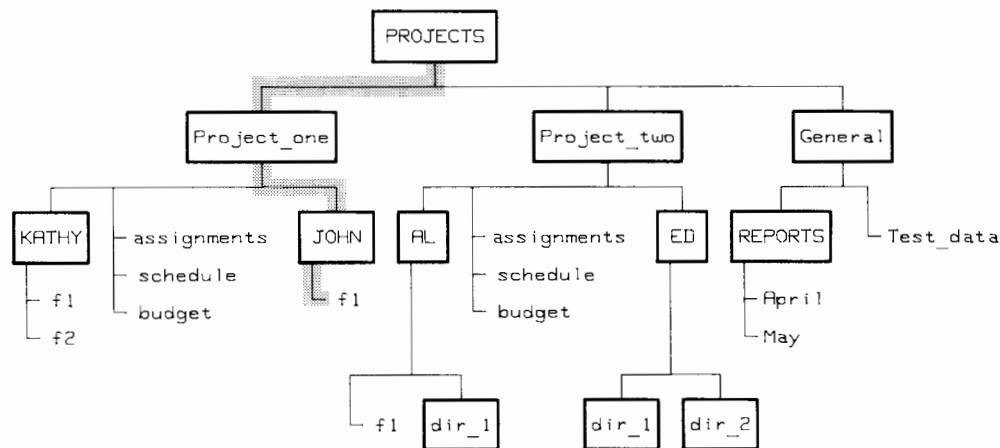 PROJECTS
Project_one
Project_two
General
KATHY
JOHN
AL
ED
REPORTS
assignments
assignments
Test_data
schedule
schedule
f1
f1
April
budget
budget
f2
May
f1
dir_1
dir_1
dir_2